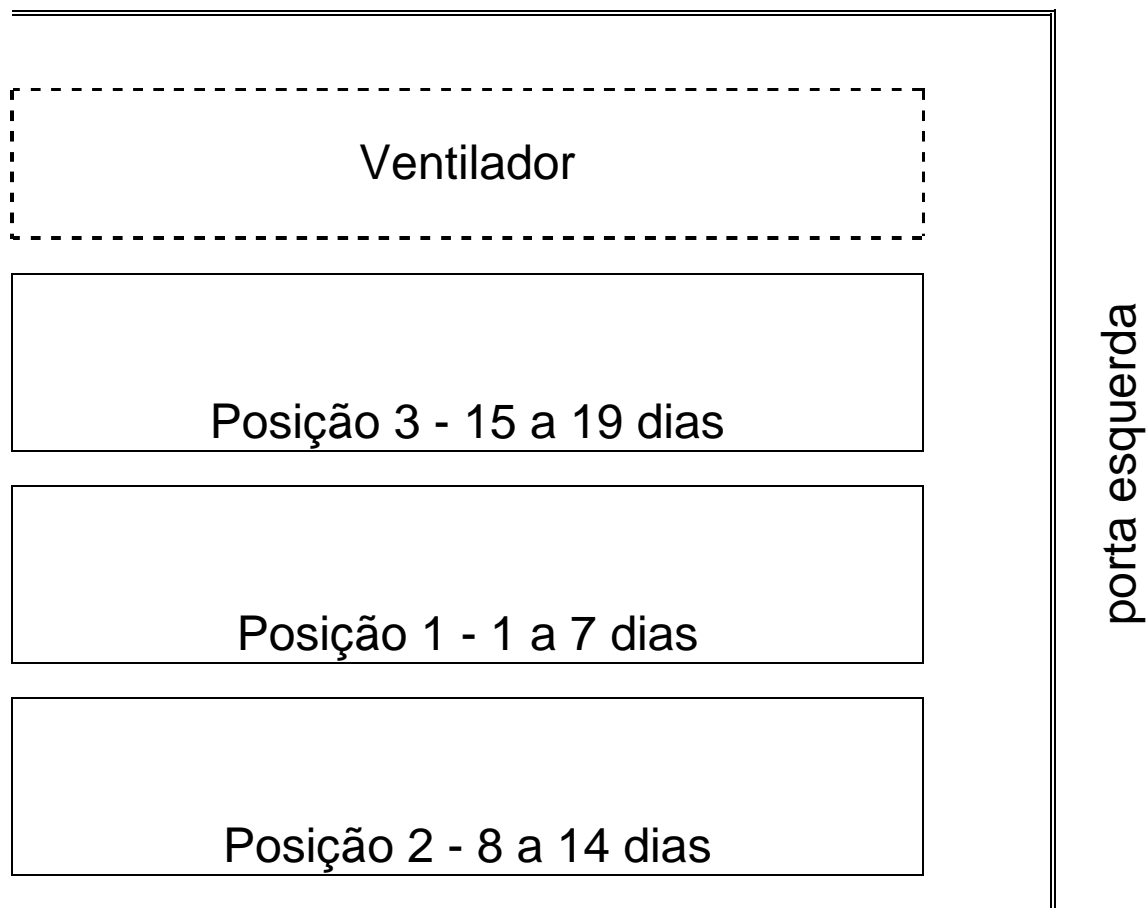 Ventilador
Posição 3 - 15 a 19 dias
Posição 1 - 1 a 7 dias
Posição 2 - 8 a 14 dias
porta esquerda